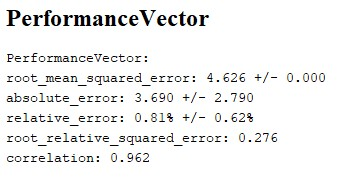 PerformanceVector
PerformanceVector:
root_mean_squared_error: 4.626 +/- 0.000
absolute_error: 3.690 +/- 2.790
relative_error: 0.81% +/- 0.62%
root_relative_squared_error: 0.276
correlation: 0.962